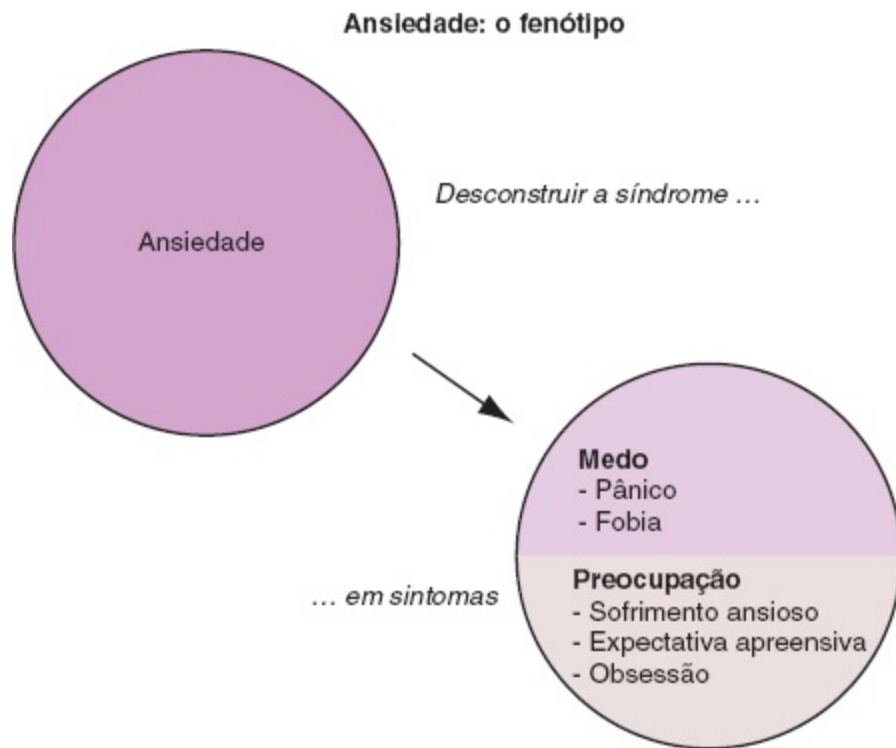 Ansiedade: o fenótipo
Ansiedade
Desconstruir a síndrome ...
Medo
- Pânico
- Fobia
... em sintomas
Preocupação
- Sofrimento ansioso
- Expectativa apreensiva
- Obsessão